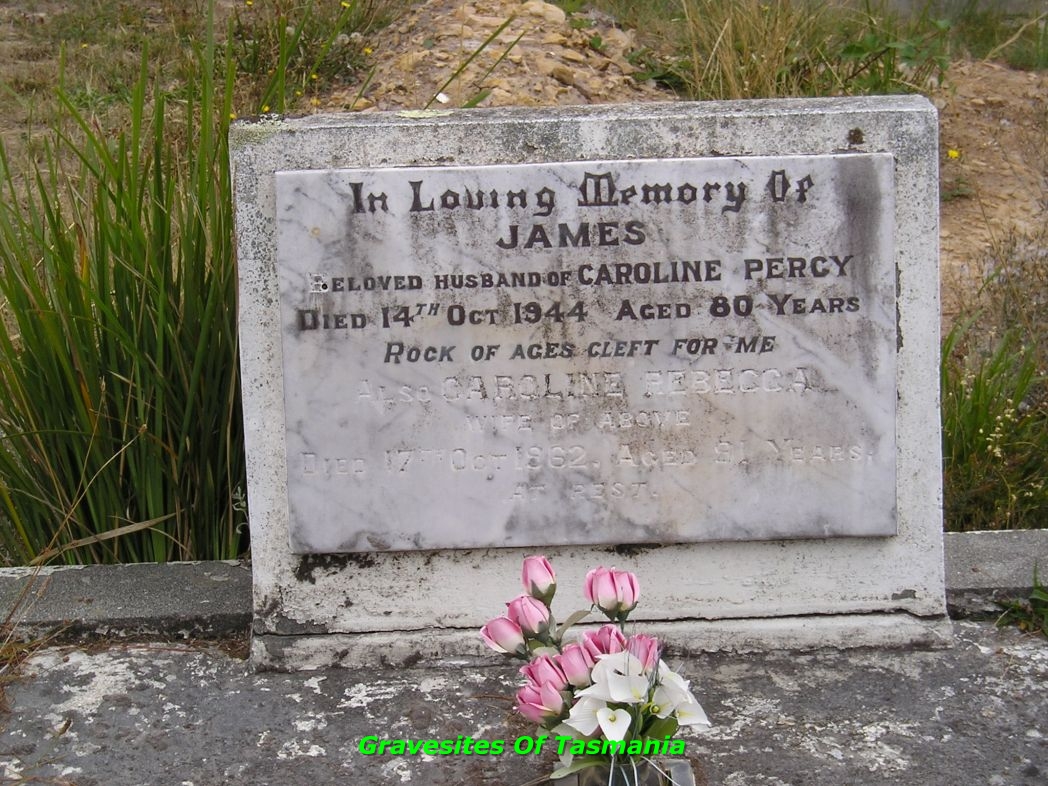 In Loving Memory Of
JAMES
BELOVED HUSBAND OF CAROLINE PERCY
DIED 14TH OCT 1944 AGED 80 YEARS
ROCK OF AGES CLEFT FOR ME
ALSO CAROLINE REBECCA
WIFE OF ABOVE
DIED 17TH OCT 1962. AGED 91 YEARS.
AT REST.
Gravesites Of Tasmania